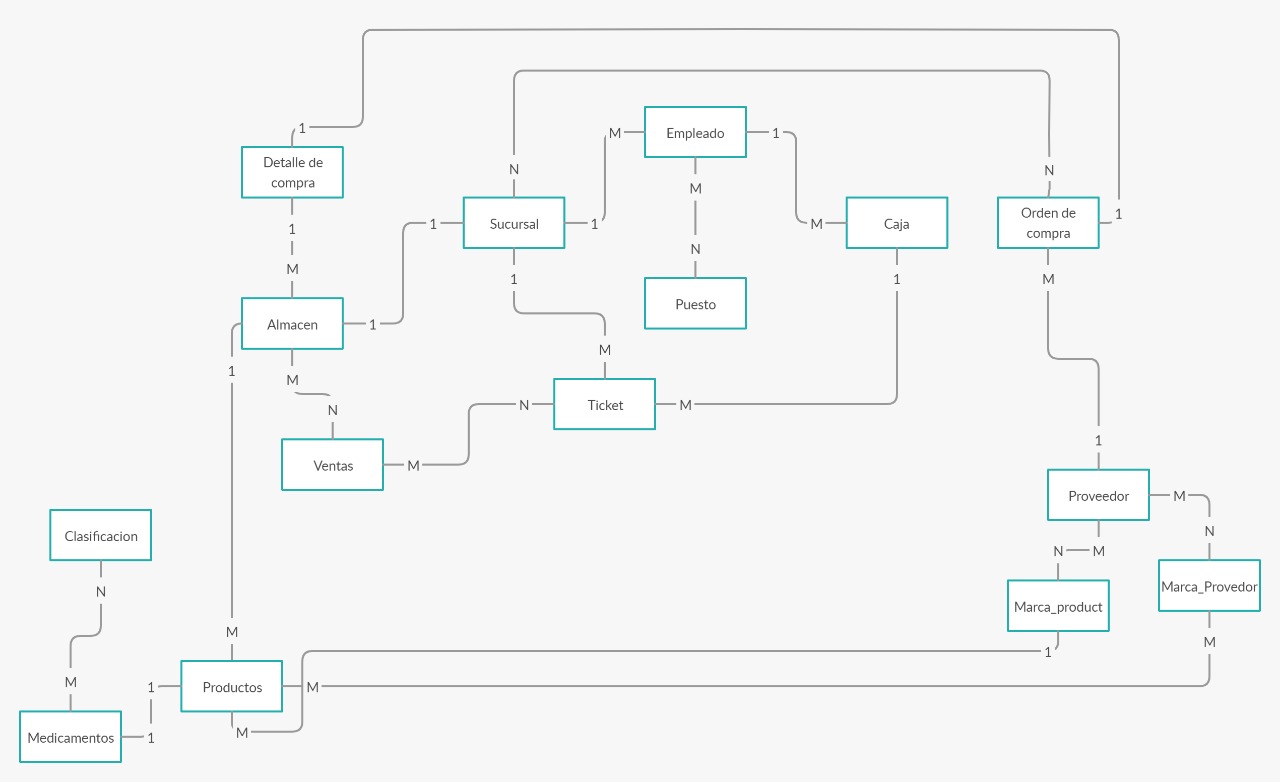 1
Empleado
M
1
Detalle de
compra
N
N
M
Sucursal
1
1
M
Caja
Orden de
compra
1
1
N
M
1
1
M
M
Almacen
1
Puesto
1
M
M
N
Ticket
N
M
1
Ventas
M
Proveedor
M
Clasificacion
N
N
M
Marca_product
Marca_Provedor
N
M
M
M
1
1
Productos
M
Medicamentos
1
M